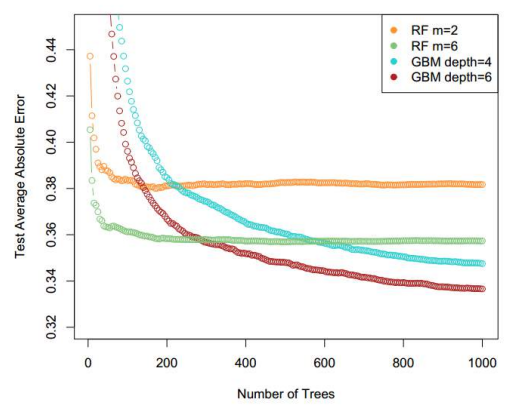 RF m=2
RF m=6
GBM depth=4
GBM depth=6
Test Average Absolute Error
0.44
0.42
0.40
0.38
0.36
0.34
0.32
0 200 400 600 800 1000
Number of Trees